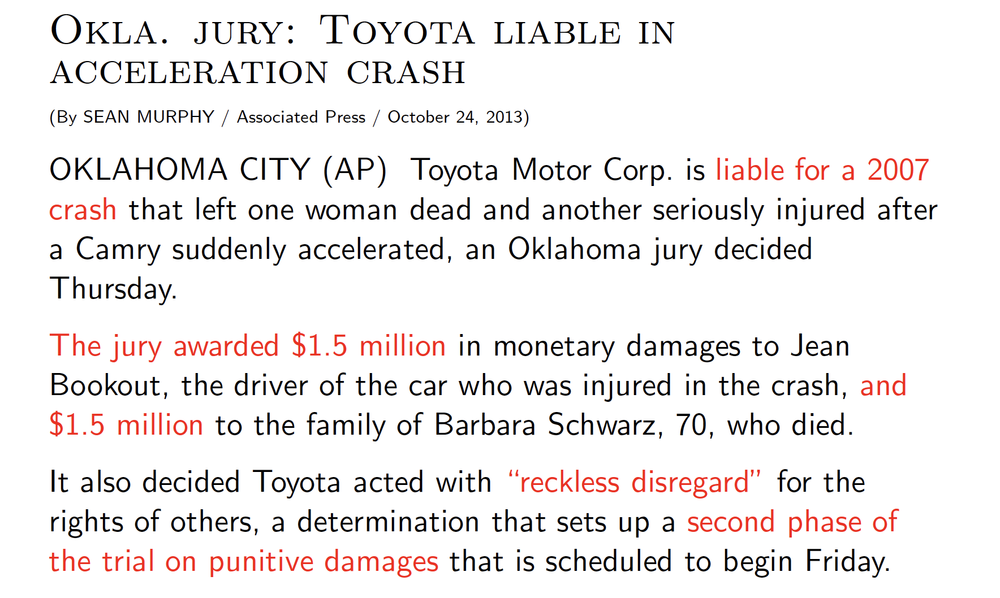 OKLA. JURY: TOYOTA LIABLE IN
ACCELERATION CRASH
(By SEAN MURPHY / Associated Press / October 24, 2013)
OKLAHOMA CITY (AP) Toyota Motor Corp. is liable for a 2007
crash that left one woman dead and another seriously injured after
a Camry suddenly accelerated, an Oklahoma jury decided
Thursday.
The jury awarded $1.5 million in monetary damages to Jean
Bookout, the driver of the car who was injured in the crash, and
$1.5 million to the family of Barbara Schwarz, 70, who died.
It also decided Toyota acted with “reckless disregard” for the
rights of others, a determination that sets up a second phase of
the trial on punitive damages that is scheduled to begin Friday.